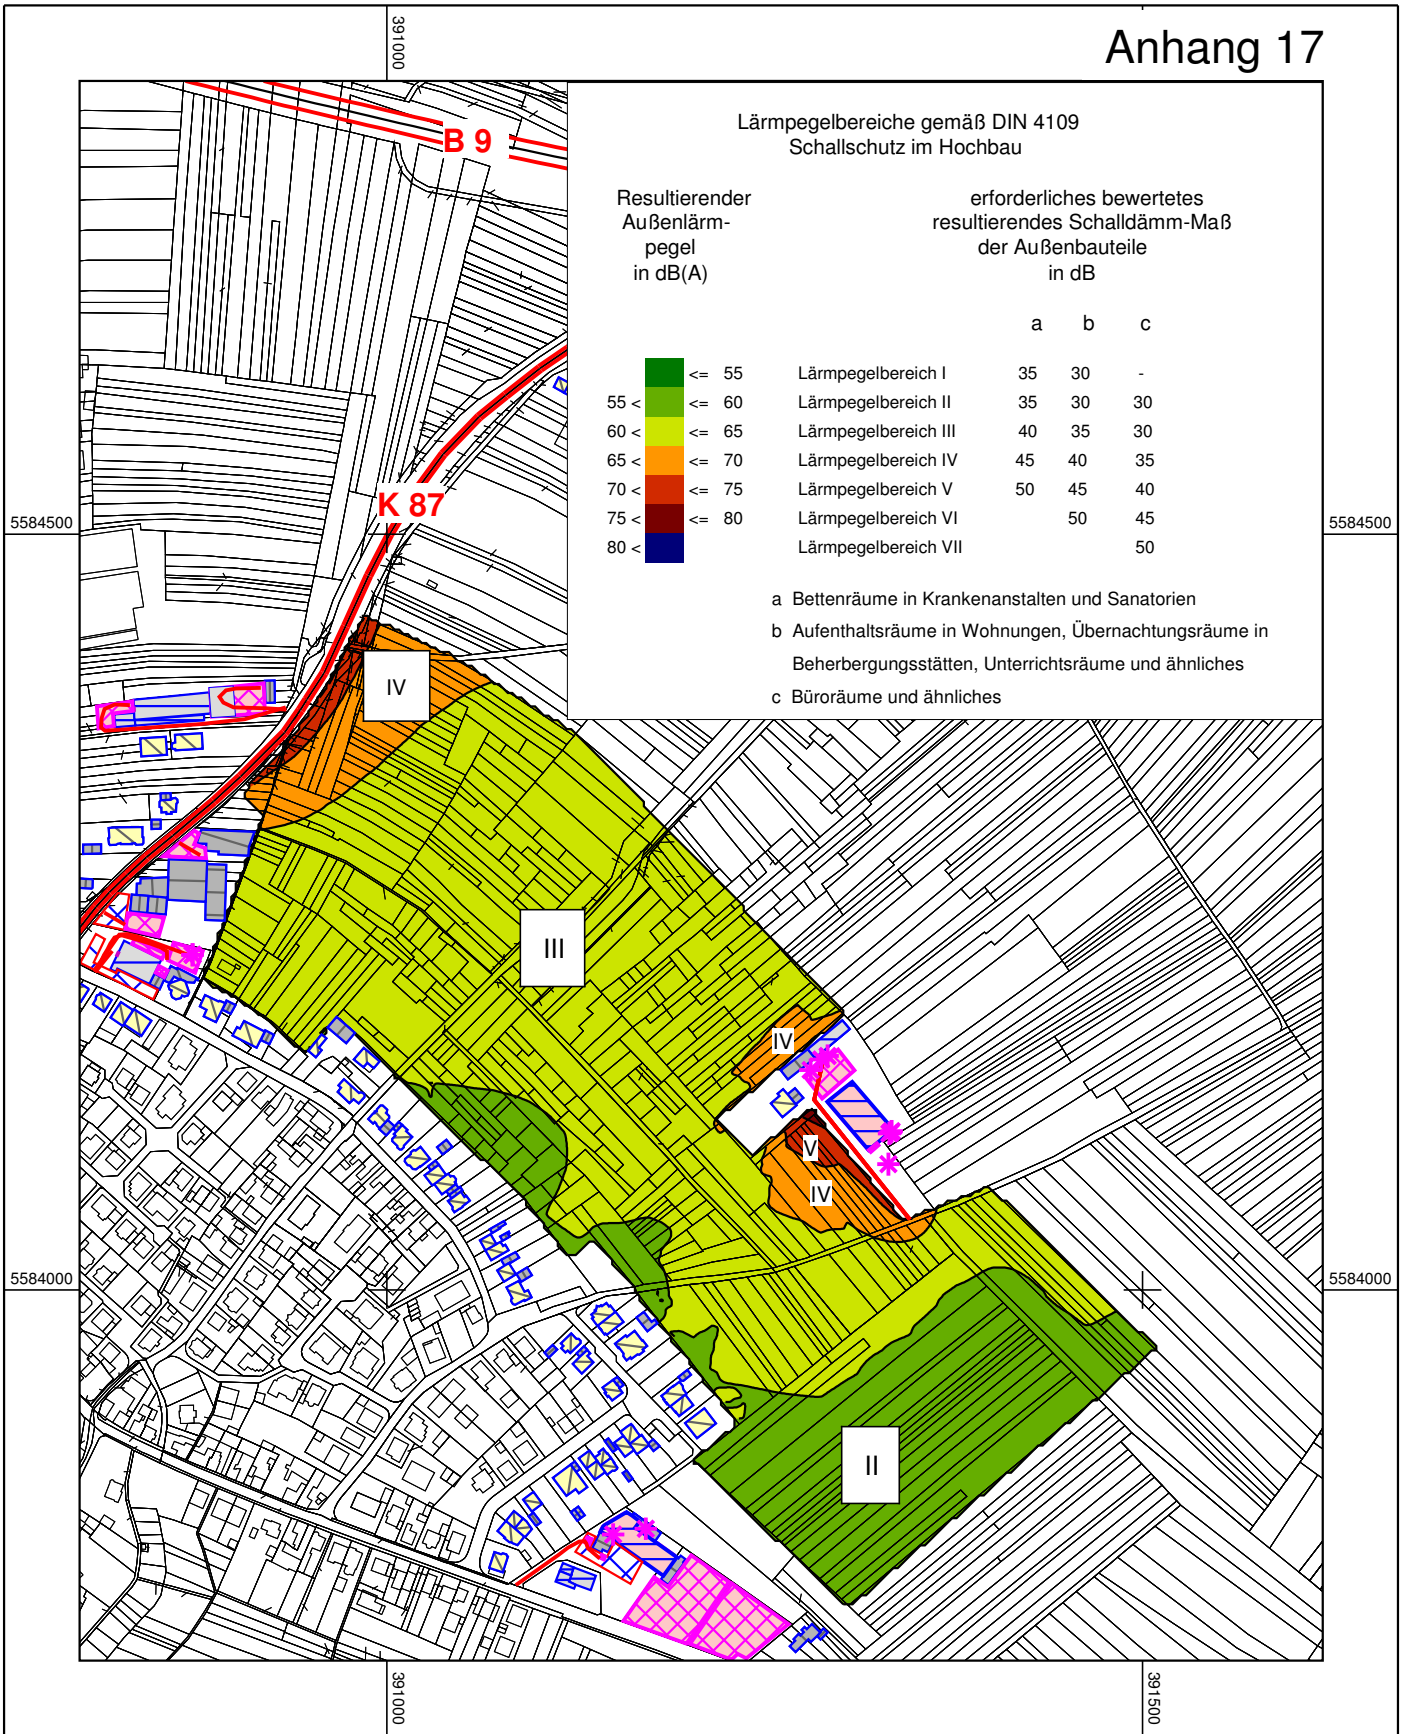 Anhang 17
391000
B 9
Lärmpegelbereiche gemäß DIN 4109
Schallschutz im Hochbau
Resultierender
Außenlärm-
pegel
in dB(A)
erforderliches bewertetes
resultierendes Schalldämm-Maß
der Außenbauteile
in dB
a b c
<= 55 Lärmpegelbereich I 35 30 -
55 < <= 60 Lärmpegelbereich II 35 30 30
60 < <= 65 Lärmpegelbereich III 40 35 30
65 < <= 70 Lärmpegelbereich IV 45 40 35
70 < <= 75 Lärmpegelbereich V 50 45 40
75 < <= 80 Lärmpegelbereich VI 50 45
80 < Lärmpegelbereich VII 50
a Bettenräume in Krankenanstalten und Sanatorien
b Aufenthaltsräume in Wohnungen, Übernachtungsräume in
Beherbergungsstätten, Unterrichtsräume und ähnliches
c Büroräume und ähnliches
K 87
5584500
5584500
IV
III
IV
V
IV
5584000
5584000
II
391000
391500